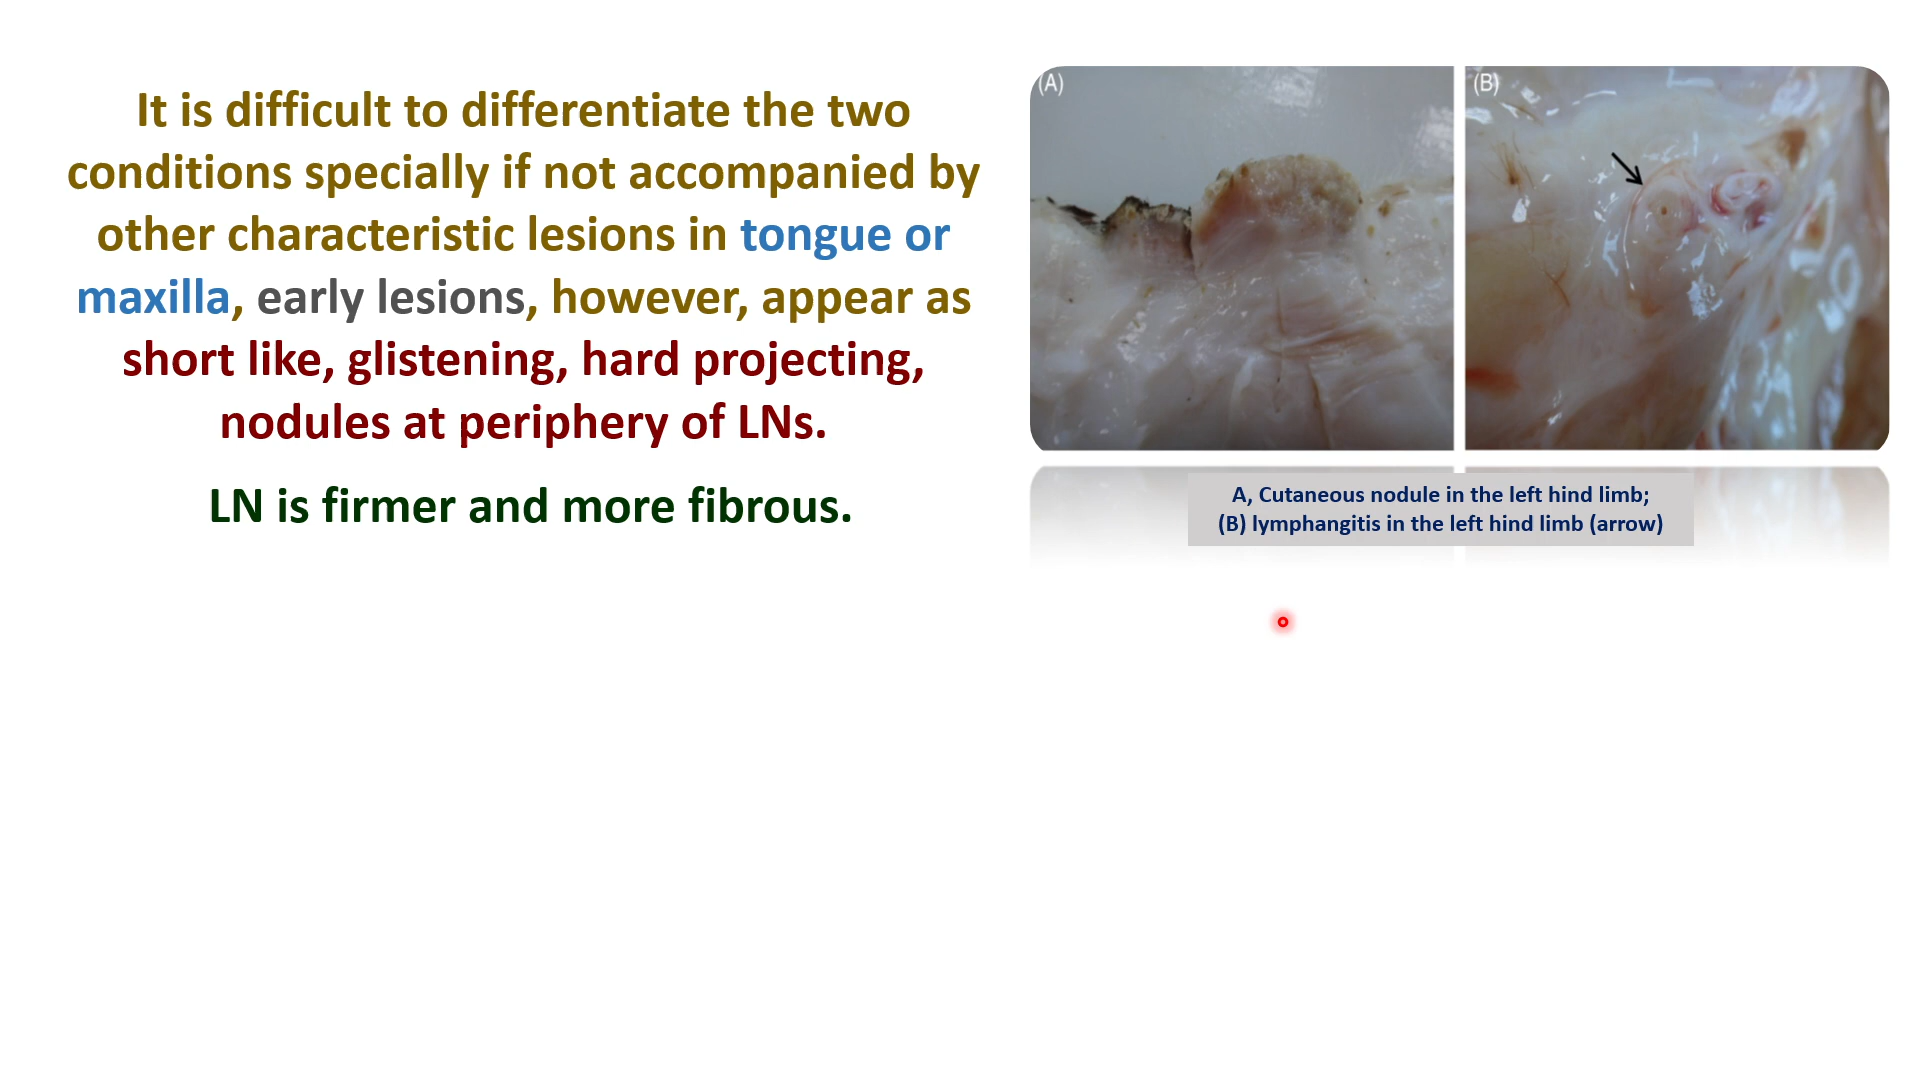 It is difficult to differentiate the two
conditions specially if not accompanied by
other characteristic lesions in tongue or
maxilla, early lesions, however, appear as
short like, glistening, hard projecting,
nodules at periphery of LNs.
LN is firmer and more fibrous.
(A)
(B)
A, Cutaneous nodule in the left hind limb;
(B) lymphangitis in the left hind limb (arrow)